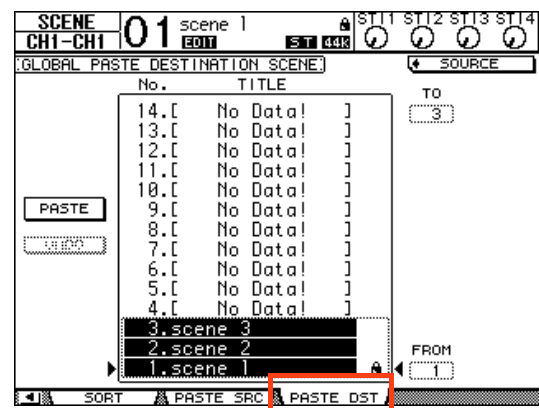 SCENE
CH1-CH1
01 scene 1
EDIT ST 44K
ST1 ST2 ST3 ST4
GLOBAL PASTE DESTINATION SCENE
SOURCE
No. TITLE
TO
3
14.[ No Data! ]
13.[ No Data! ]
12.[ No Data! ]
11.[ No Data! ]
10.[ No Data! ]
PASTE
9.[ No Data! ]
8.[ No Data! ]
UNDO
7.[ No Data! ]
6.[ No Data! ]
5.[ No Data! ]
4.[ No Data! ]
3.scene 3
2.scene 2
1.scene 1
FROM
1
SORT PASTE SRC PASTE DST